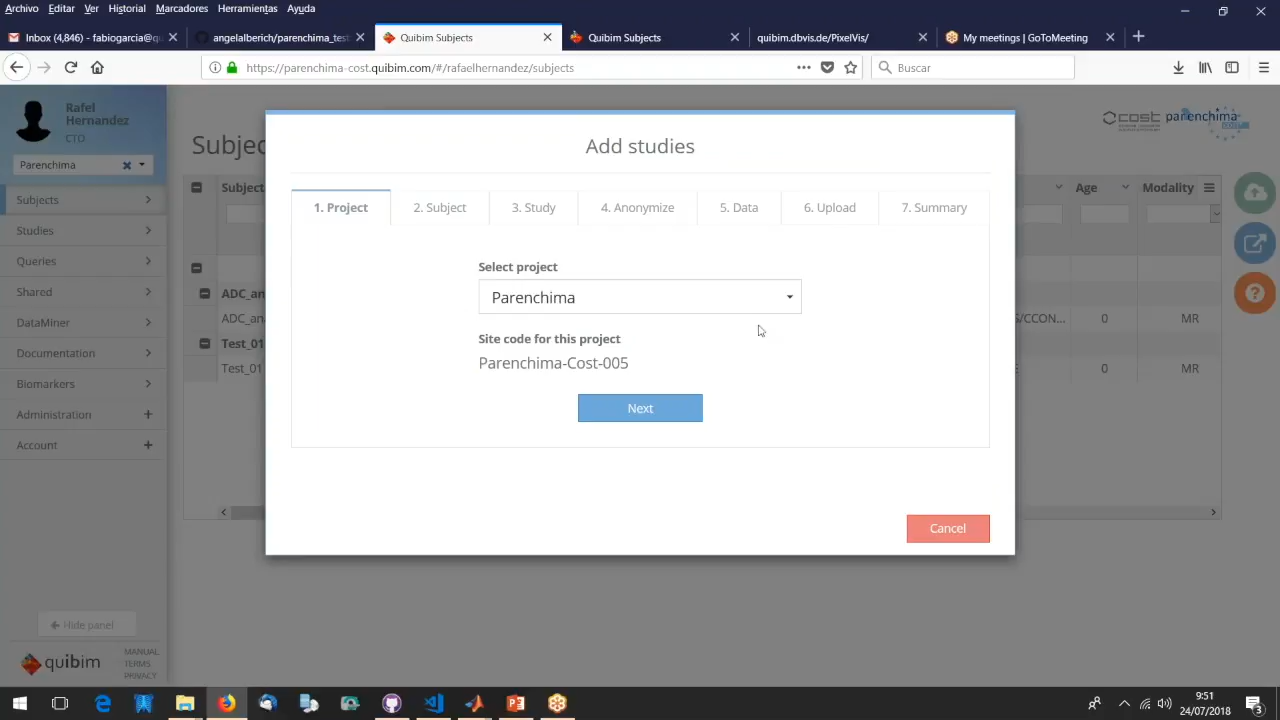 Archivo Editar Ver Historial Marcadores Herramientas Ayuda
Inbox (4,846) - fabiogarcia@qu
angelalberich/parenchima_test
Quibim Subjects
Quibim Subjects
quibim.dbvis.de/PixelVis/
My meetings | GoToMeeting
https://parenchima-cost.quibim.com/#/rafaelhernandez/subjects
Buscar
Rafel
Hernandez
CTO
Parenchima
Subjects
Studies
Queries
Shared
DataMiner
Documentation
Biomarkers
Administration
Account
Hide panel
quibim
MANUAL
TERMS
PRIVACY
Subjec
cost parenchima
Subject
Age
Modality
ADC_an
ADC_an
S/CCON...
0
MR
Test_01
Test_01
0
MR
Add studies
1. Project
2. Subject
3. Study
4. Anonymize
5. Data
6. Upload
7. Summary
Select project
Parenchima
Site code for this project
Parenchima-Cost-005
Next
Cancel
9:51
24/07/2018
3